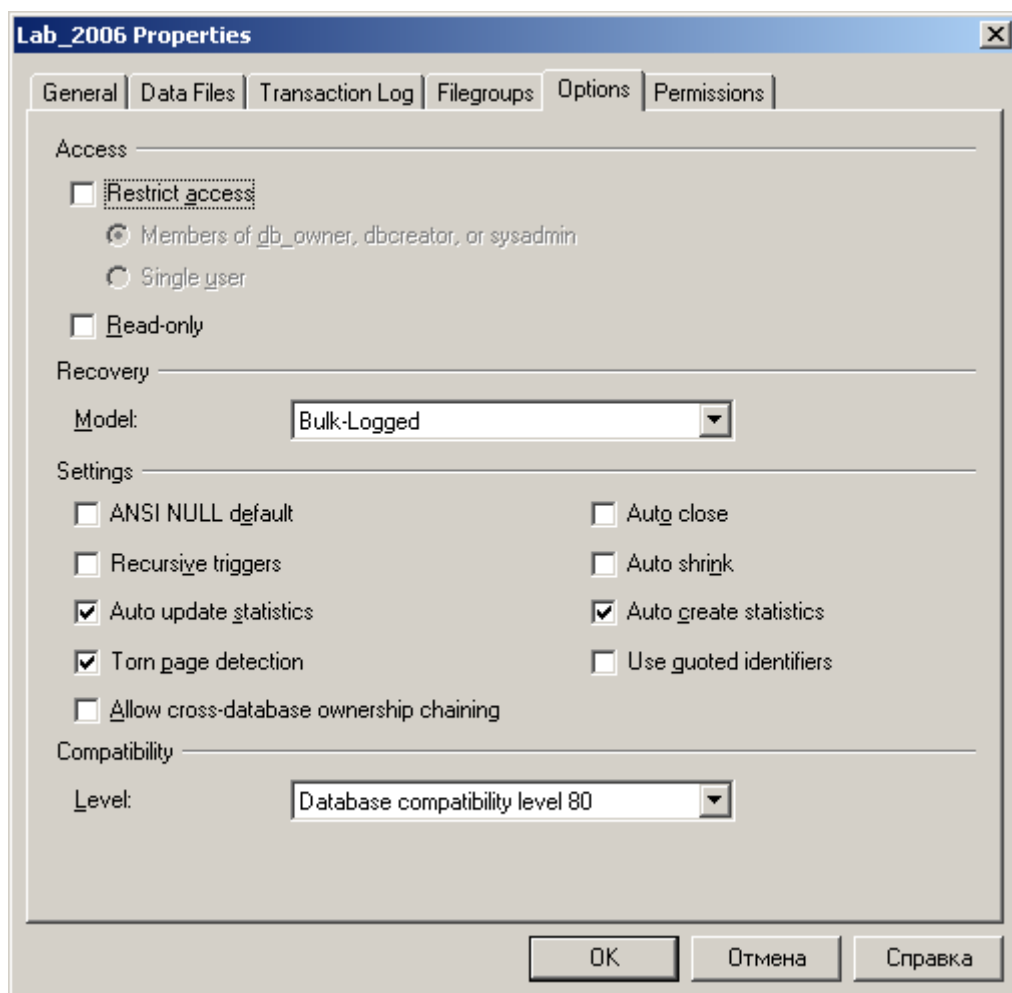 Lab_2006 Properties
General Data Files Transaction Log Filegroups Options Permissions
Access
Restrict access
Members of db_owner, dbcreator, or sysadmin
Single user
Read-only
Recovery
Model: Bulk-Logged
Settings
ANSI NULL default Auto close
Recursive triggers Auto shrink
Auto update statistics Auto create statistics
Torn page detection Use quoted identifiers
Allow cross-database ownership chaining
Compatibility
Level: Database compatibility level 80
OK Отмена Справка